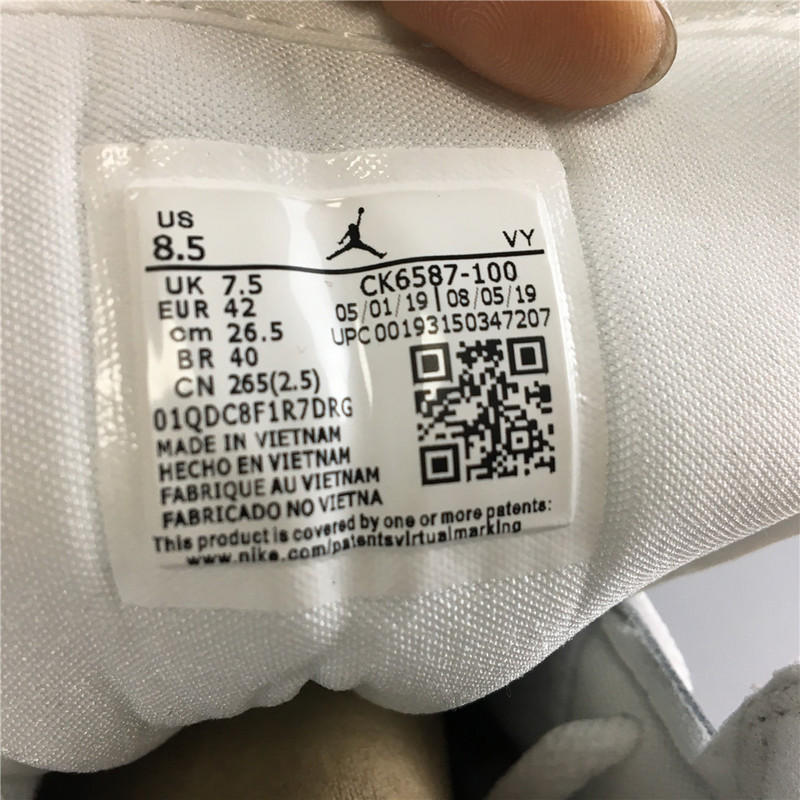 US
8.5
VY
UK 7.5
EUR 42
cm 26.5
BR 40
CN 265(2.5)
CK6587-100
05/01/19 | 08/05/19
UPC 00193150347207
01QDC8F1R7DRG
MADE IN VIETNAM
HECHO EN VIETNAM
FABRIQUE AU VIETNAM
FABRICADO NO VIETNA
This product is covered by one or more patents:
www.nike.com/patentsvirtualmarking